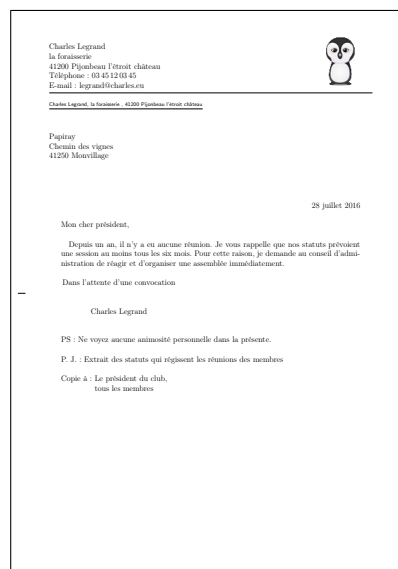 Charles Legrand
la foraisserie
41200 Pijonbeau l'étroit château
Téléphone : 03 45 12 03 45
E-mail : legrand@charles.eu
Charles Legrand, la foraisserie , 41200 Pijonbeau l'étroit château
Papiray
Chemin des vignes
41250 Monvillage
28 juillet 2016
Mon cher président,
Depuis un an, il n'y a eu aucune réunion. Je vous rappelle que nos statuts prévoient
une session au moins tous les six mois. Pour cette raison, je demande au conseil d'admi-
nistration de réagir et d'organiser une assemblée immédiatement.
Dans l'attente d'une convocation
Charles Legrand
PS : Ne voyez aucune animosité personnelle dans la présente.
P. J. : Extrait des statuts qui régissent les réunions des membres
Copie à : Le président du club,
tous les membres